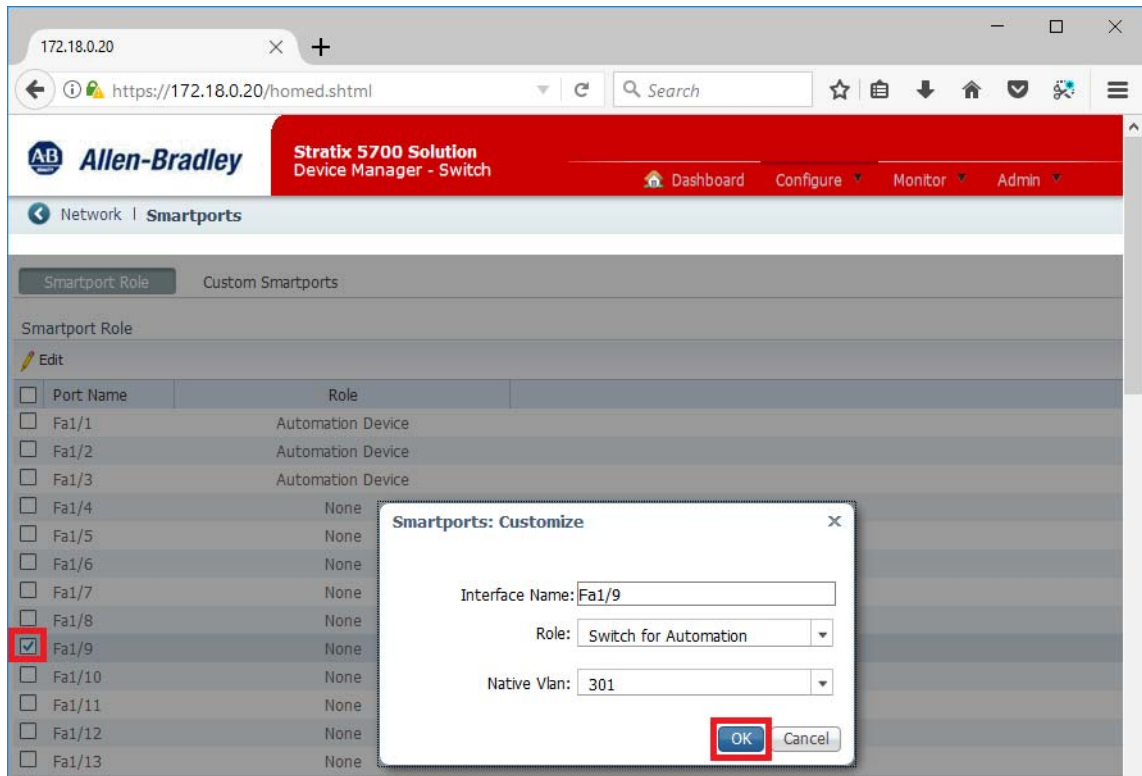 172.18.0.20
https://172.18.0.20/homed.shtml
Search
AB
Allen-Bradley
Stratix 5700 Solution
Device Manager - Switch
Dashboard Configure Monitor Admin
Network | Smartports
Smartport Role Custom Smartports
Smartport Role
Edit
Port Name Role
Fa1/1 Automation Device
Fa1/2 Automation Device
Fa1/3 Automation Device
Fa1/4 None
Fa1/5 None
Fa1/6 None
Fa1/7 None
Fa1/8 None
Fa1/9 None
Fa1/10 None
Fa1/11 None
Fa1/12 None
Fa1/13 None
Smartports: Customize
Interface Name: Fa1/9
Role: Switch for Automation
Native Vlan: 301
OK Cancel